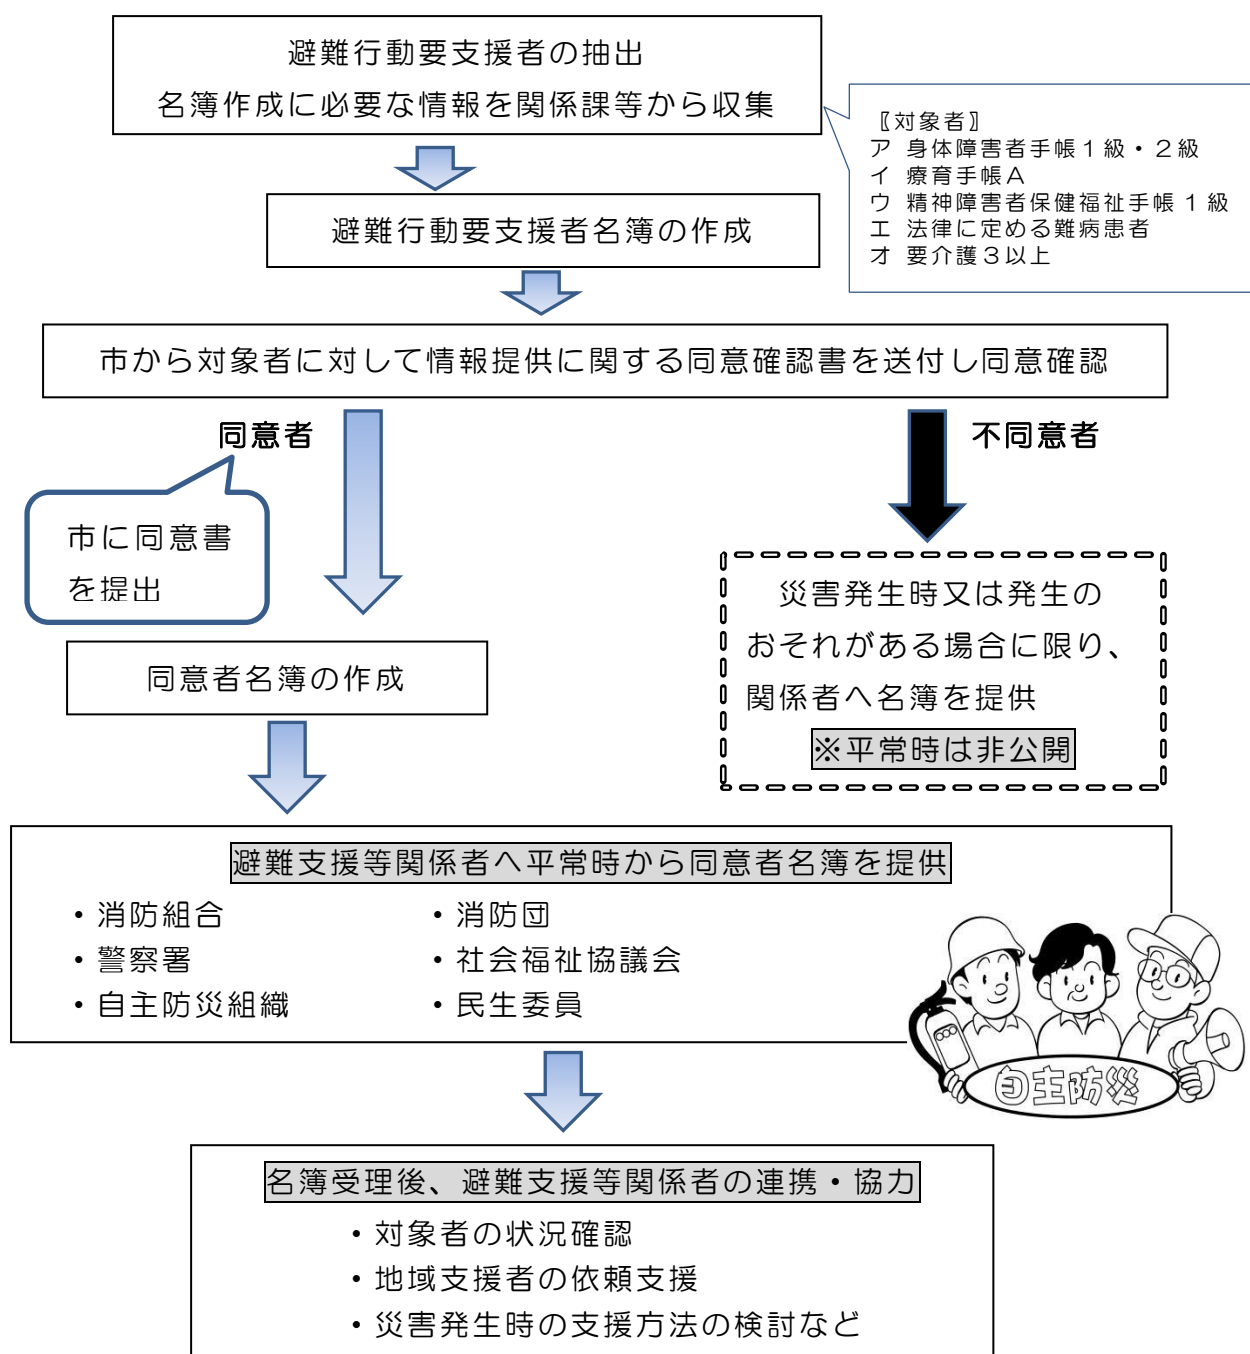 避難行動要支援者の抽出
名簿作成に必要な情報を関係課等から収集
〖対象者〗
ア 身体障害者手帳1級・2級
イ 療育手帳A
ウ 精神障害者保健福祉手帳1級
エ 法律に定める難病患者
オ 要介護3以上
避難行動要支援者名簿の作成
市から対象者に対して情報提供に関する同意確認書を送付し同意確認
同意者
不同意者
市に同意書
を提出
災害発生時又は発生の
おそれがある場合に限り、
関係者へ名簿を提供
※平常時は非公開
同意者名簿の作成
避難支援等関係者へ平常時から同意者名簿を提供
・消防組合
・消防団
・警察署
・社会福祉協議会
・自主防災組織
・民生委員
自主防災
名簿受理後、避難支援等関係者の連携・協力
・対象者の状況確認
・地域支援者の依頼支援
・災害発生時の支援方法の検討など